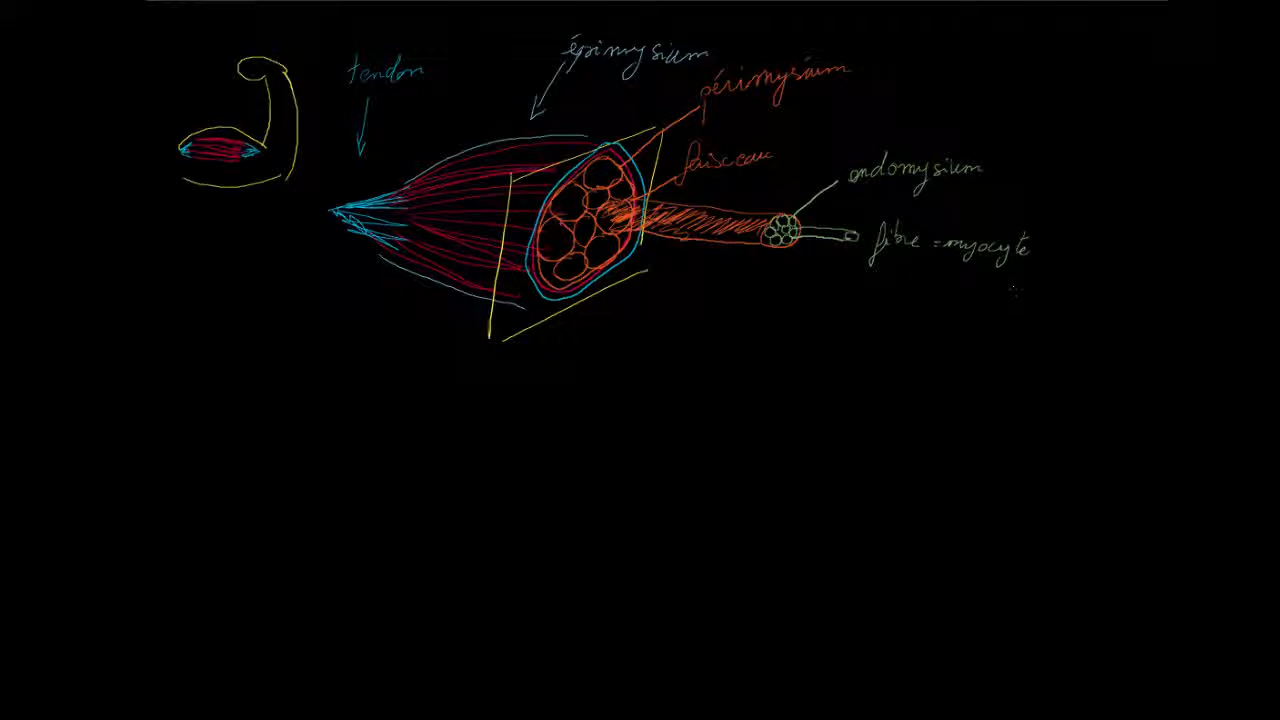 tendon
épimysium
périmysium
faisceau
endomysium
fibre = myocyte